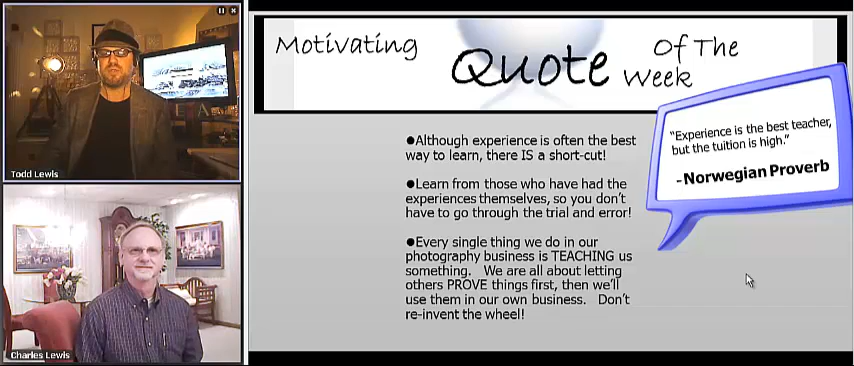 Todd Lewis
Charles Lewis
Motivating
Quote
Of The
Week
"Experience is the best teacher,
but the tuition is high."
- Norwegian Proverb
●Although experience is often the best
way to learn, there IS a short-cut!
●Learn from those who have had the
experiences themselves, so you don't
have to go through the trial and error!
●Every single thing we do in our
photography business is TEACHING us
something. We are all about letting
others PROVE things first, then we'll
use them in our own business. Don't
re-invent the wheel!